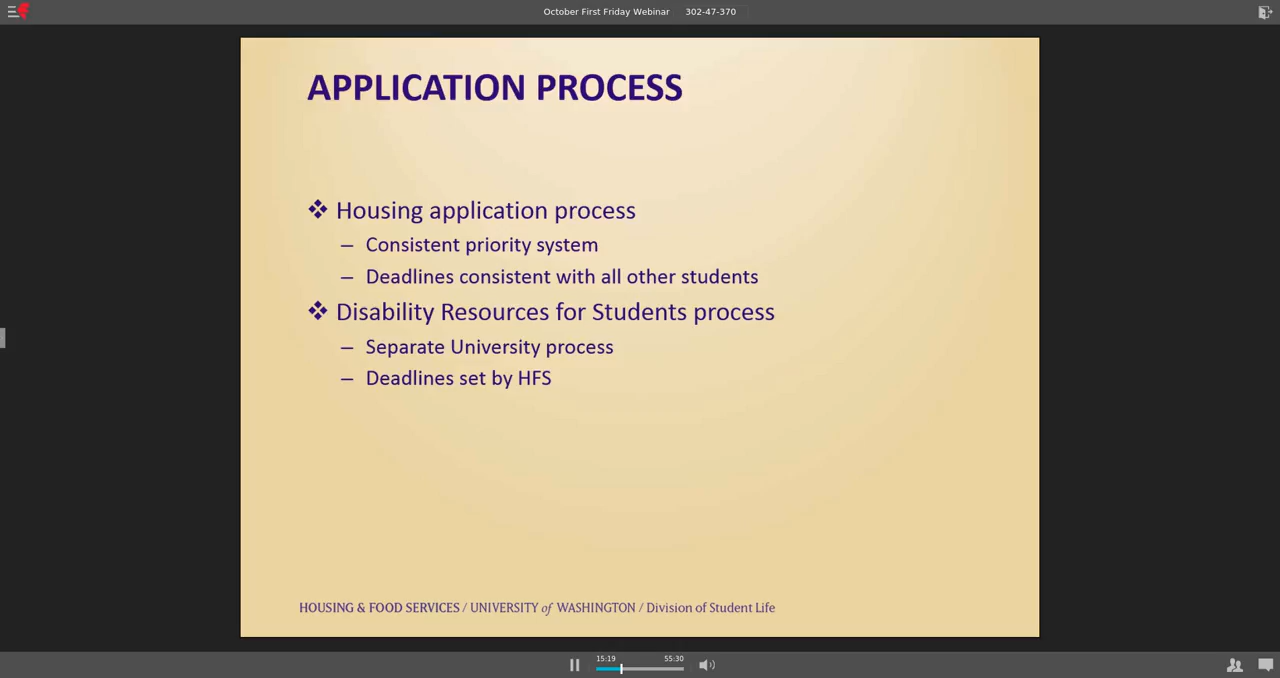 October First Friday Webinar 302-47-370
APPLICATION PROCESS
❖ Housing application process
– Consistent priority system
– Deadlines consistent with all other students
❖ Disability Resources for Students process
– Separate University process
– Deadlines set by HFS
HOUSING & FOOD SERVICES / UNIVERSITY of WASHINGTON / Division of Student Life
15:19 55:30